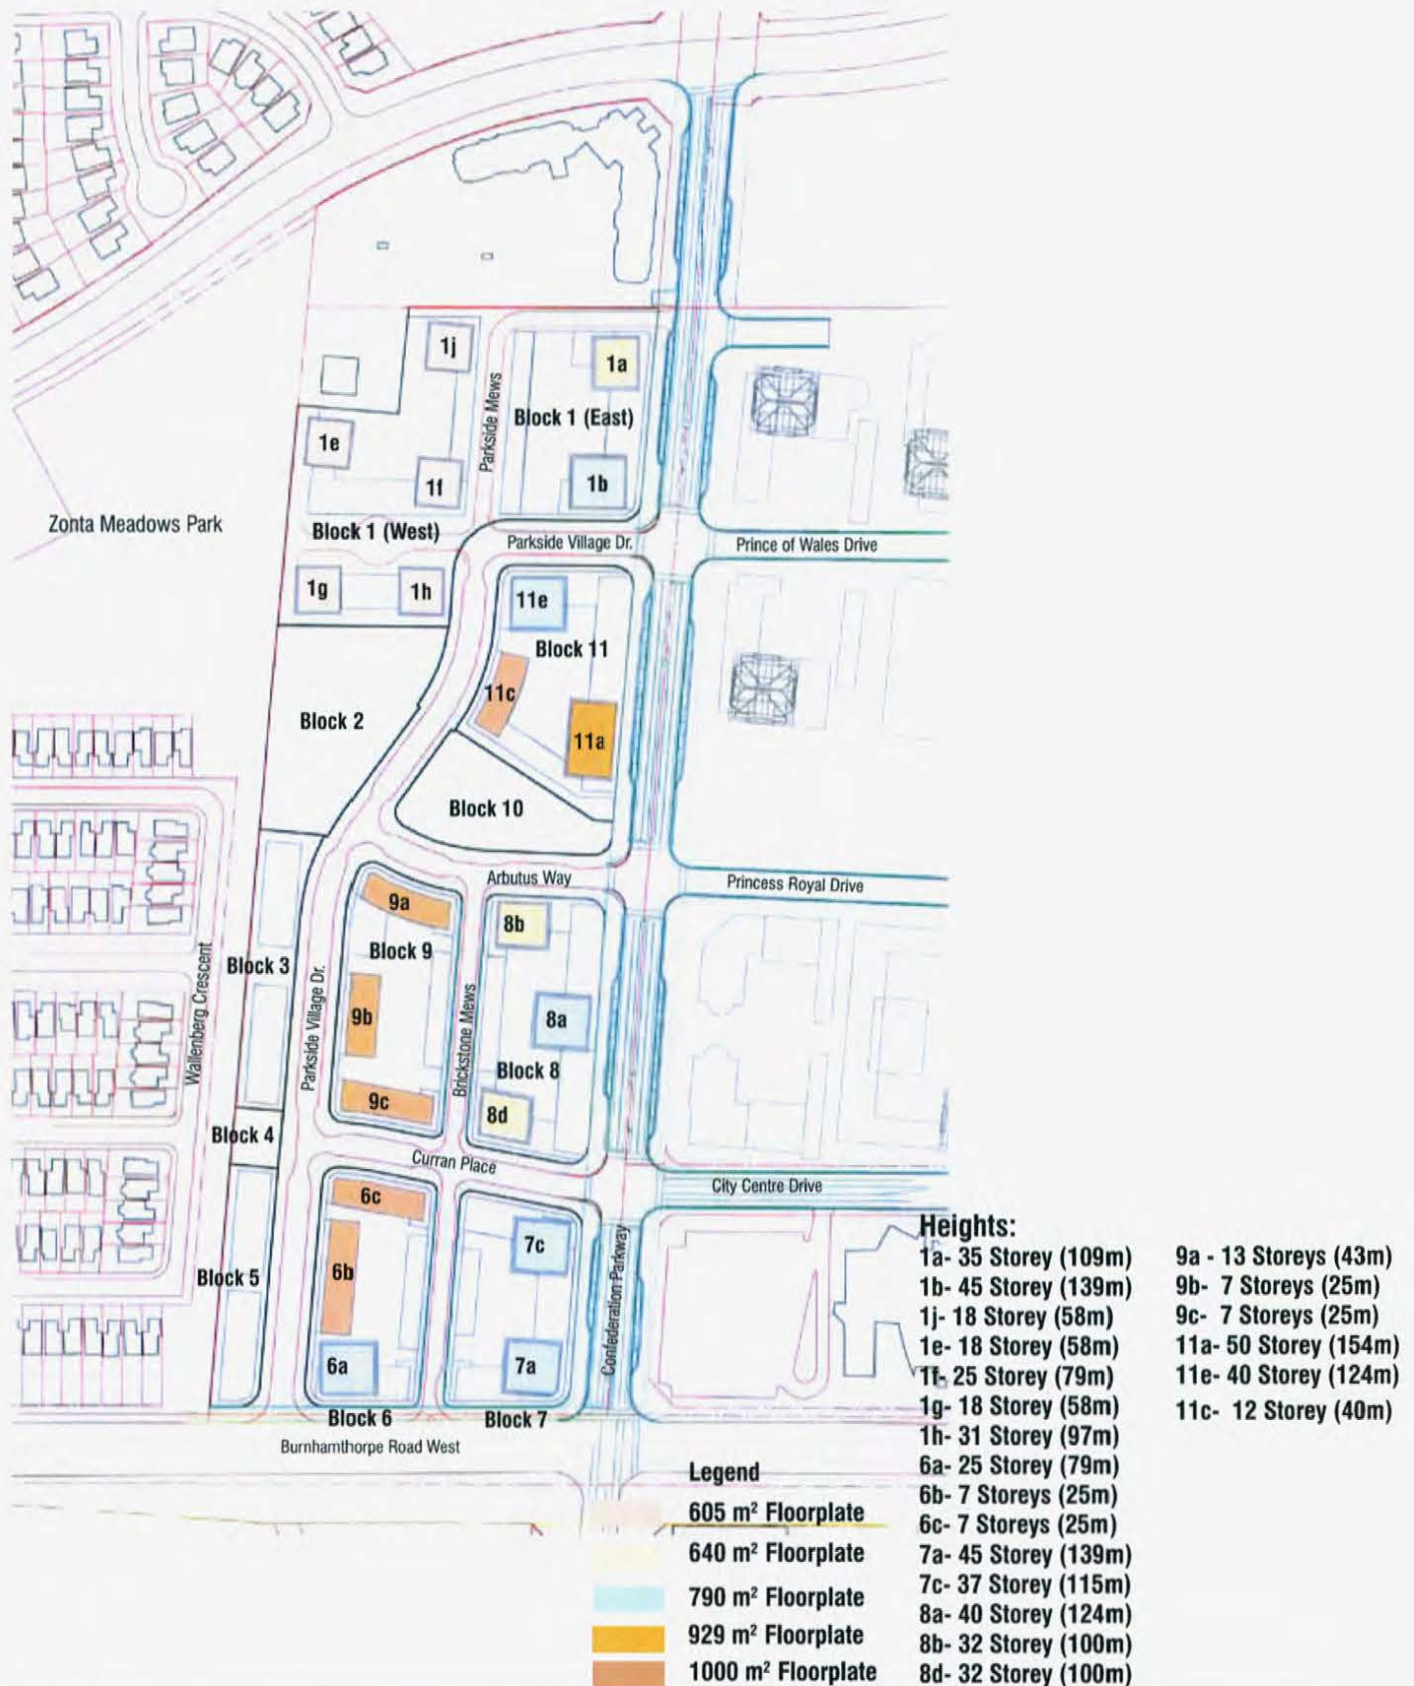 1j
1a
Parkside Mews
Block 1 (East)
1e
1f
1b
Zonta Meadows Park
Block 1 (West)
Parkside Village Dr.
Prince of Wales Drive
1g
1h
11e
Block 11
11c
Block 2
11a
Block 10
Arbutus Way
Princess Royal Drive
9a
8b
Block 9
Block 3
Wallenberg Crescent
Parkside Village Dr.
9b
Brickstone Mews
8a
Block 8
9c
8d
Block 4
Curran Place
City Centre Drive
6c
7c
Block 5
6b
Confederation Parkway
6a
7a
Block 6
Block 7
Burnhamthorpe Road West
Legend
605 m² Floorplate
640 m² Floorplate
790 m² Floorplate
929 m² Floorplate
1000 m² Floorplate
Heights:
1a- 35 Storey (109m)
1b- 45 Storey (139m)
1j- 18 Storey (58m)
1e- 18 Storey (58m)
1f- 25 Storey (79m)
1g- 18 Storey (58m)
1h- 31 Storey (97m)
6a- 25 Storey (79m)
6b- 7 Storeys (25m)
6c- 7 Storeys (25m)
7a- 45 Storey (139m)
7c- 37 Storey (115m)
8a- 40 Storey (124m)
8b- 32 Storey (100m)
8d- 32 Storey (100m)
9a - 13 Storeys (43m)
9b- 7 Storeys (25m)
9c- 7 Storeys (25m)
11a- 50 Storey (154m)
11e- 40 Storey (124m)
11c- 12 Storey (40m)